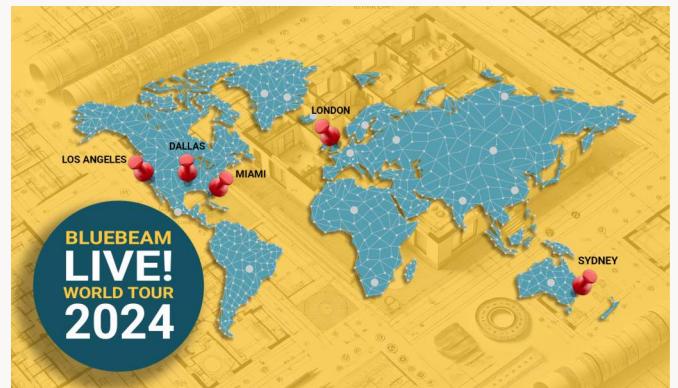 LONDON
DALLAS
LOS ANGELES
MIAMI
SYDNEY
BLUEBEAM
LIVE!
WORLD TOUR
2024